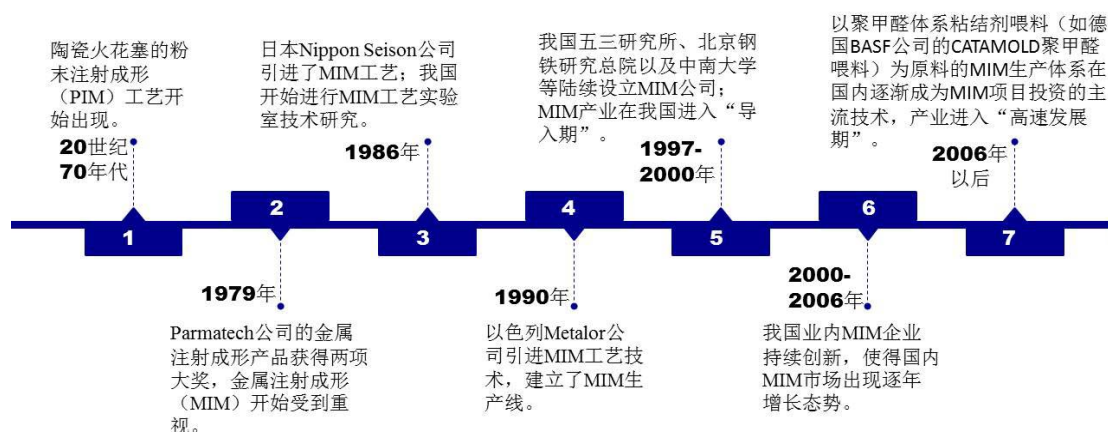 陶瓷火花塞的粉
末注射成形
（PIM）工艺开
始出现。
20世纪
70年代
1
2
1979年
Parmatech公司的金属
注射成形产品获得两项
大奖，金属注射成形
（MIM）开始受到重
视。
日本Nippon Seison公司
引进了MIM工艺；我国
开始进行MIM工艺实验
室技术研究。
1986年
3
4
1990年
以色列Metalor公
司引进MIM工艺技
术，建立了MIM生
产线。
我国五三研究所、北京钢
铁研究总院以及中南大学
等陆续设立MIM公司；
MIM产业在我国进入“导
入期”。
1997-
2000年
5
6
2000-
2006年
我国业内MIM企业
持续创新，使得国内
MIM市场出现逐年
增长态势。
以聚甲醛体系粘结剂喂料（如德
国BASF公司的CATAMOLD聚甲醛
喂料）为原料的MIM生产体系在
国内逐渐成为MIM项目投资的主
流技术，产业进入“高速发展
期”。
2006年
以后
7